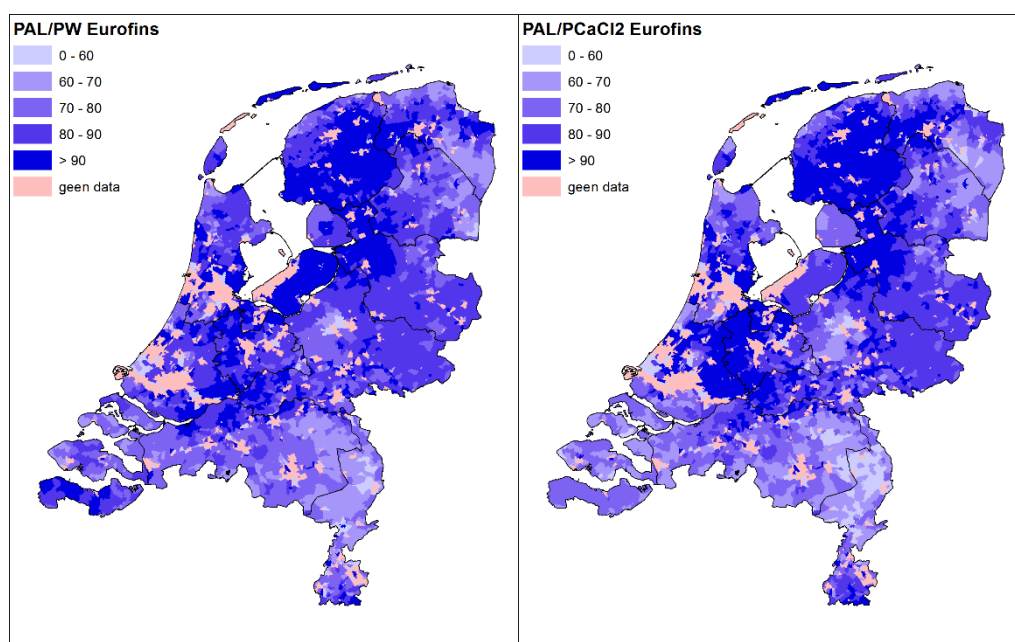 PAL/PW Eurofins
0 - 60
60 - 70
70 - 80
80 - 90
> 90
geen data
PAL/PCaCl2 Eurofins
0 - 60
60 - 70
70 - 80
80 - 90
> 90
geen data